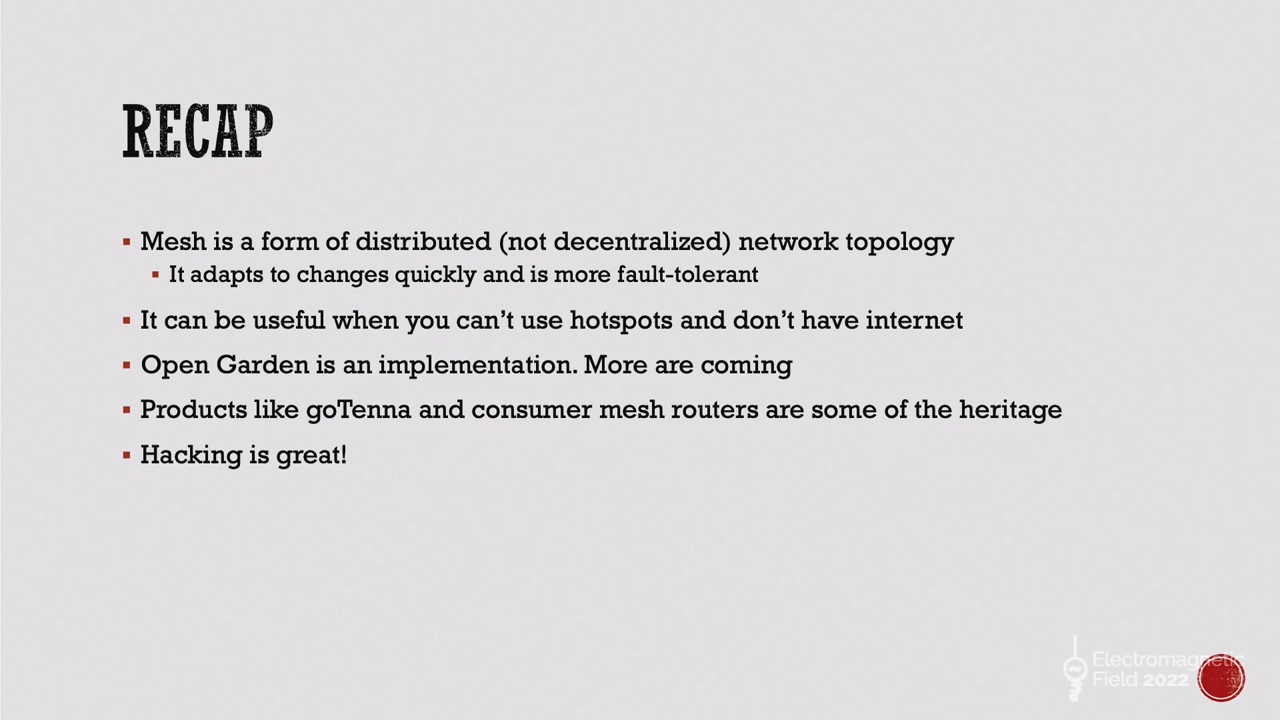 RECAP
Mesh is a form of distributed (not decentralized) network topology
It adapts to changes quickly and is more fault-tolerant
It can be useful when you can’t use hotspots and don’t have internet
Open Garden is an implementation. More are coming
Products like goTenna and consumer mesh routers are some of the heritage
Hacking is great!
Electromagnetic
Field 2022